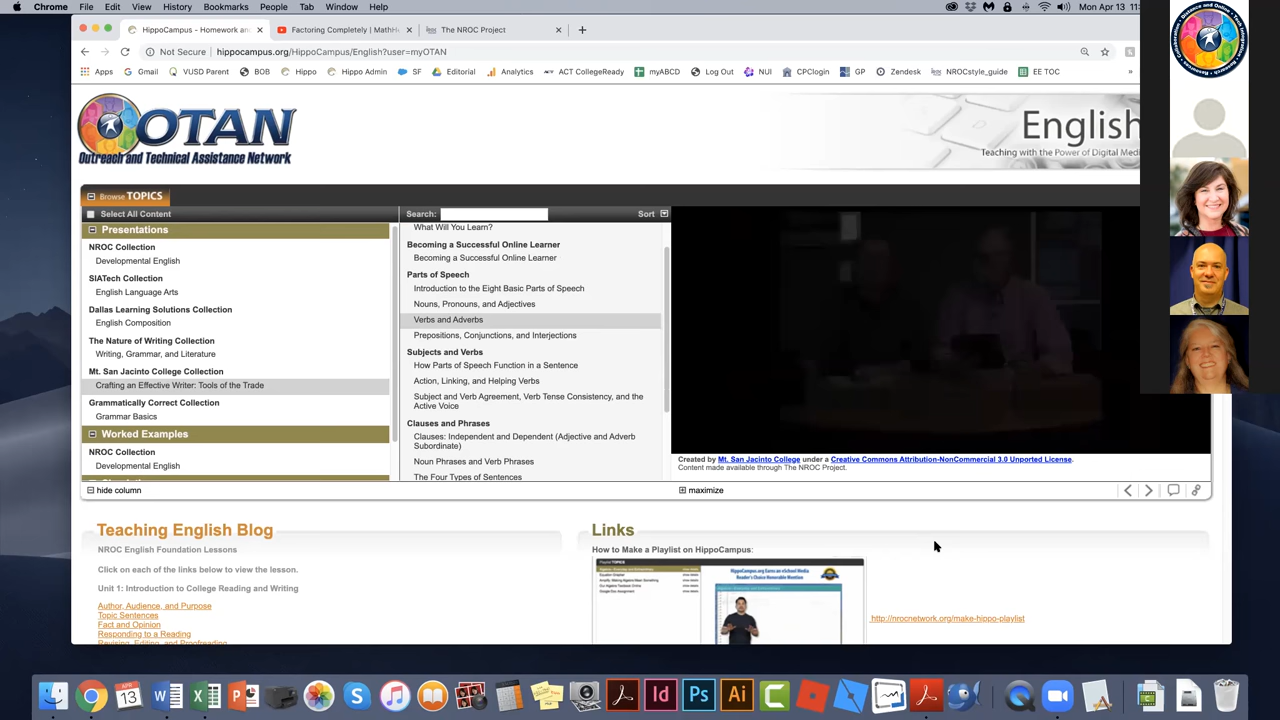 Chrome File Edit View History Bookmarks People Tab Window Help
Mon Apr 13 11:
HippoCampus - Homework an
Factoring Completely | MathH
The NROC Project
Not Secure hippocampus.org/HippoCampus/English?user=myOTAN
Apps Gmail VUSD Parent BOB Hippo Hippo Admin SF Editorial Analytics ACT CollegeReady myABCD Log Out NUI CPClogin GP Zendesk NROCstyle_guide EE TOC »
OTAN
Outreach and Technical Assistance Network
English
Teaching with the Power of Digital Med
Browse TOPICS
Select All Content
Presentations
NROC Collection
Developmental English
SIATech Collection
English Language Arts
Dallas Learning Solutions Collection
English Composition
The Nature of Writing Collection
Writing, Grammar, and Literature
Mt. San Jacinto College Collection
Crafting an Effective Writer: Tools of the Trade
Grammatically Correct Collection
Grammar Basics
Worked Examples
NROC Collection
Developmental English
hide column
Search:
Sort
What Will You Learn?
Becoming a Successful Online Learner
Becoming a Successful Online Learner
Parts of Speech
Introduction to the Eight Basic Parts of Speech
Nouns, Pronouns, and Adjectives
Verbs and Adverbs
Prepositions, Conjunctions, and Interjections
Subjects and Verbs
How Parts of Speech Function in a Sentence
Action, Linking, and Helping Verbs
Subject and Verb Agreement, Verb Tense Consistency, and the
Active Voice
Clauses and Phrases
Clauses: Independent and Dependent (Adjective and Adverb
Subordinate)
Noun Phrases and Verb Phrases
The Four Types of Sentences
Created by Mt. San Jacinto College under a Creative Commons Attribution-NonCommercial 3.0 Unported License.
Content made available through The NROC Project.
maximize
Teaching English Blog
NROC English Foundation Lessons
Click on each of the links below to view the lesson.
Unit 1: Introduction to College Reading and Writing
Author, Audience, and Purpose
Topic Sentences
Fact and Opinion
Responding to a Reading
Revising, Editing, and Proofreading
Links
How to Make a Playlist on HippoCampus:
http://nrocnetwork.org/make-hippo-playlist